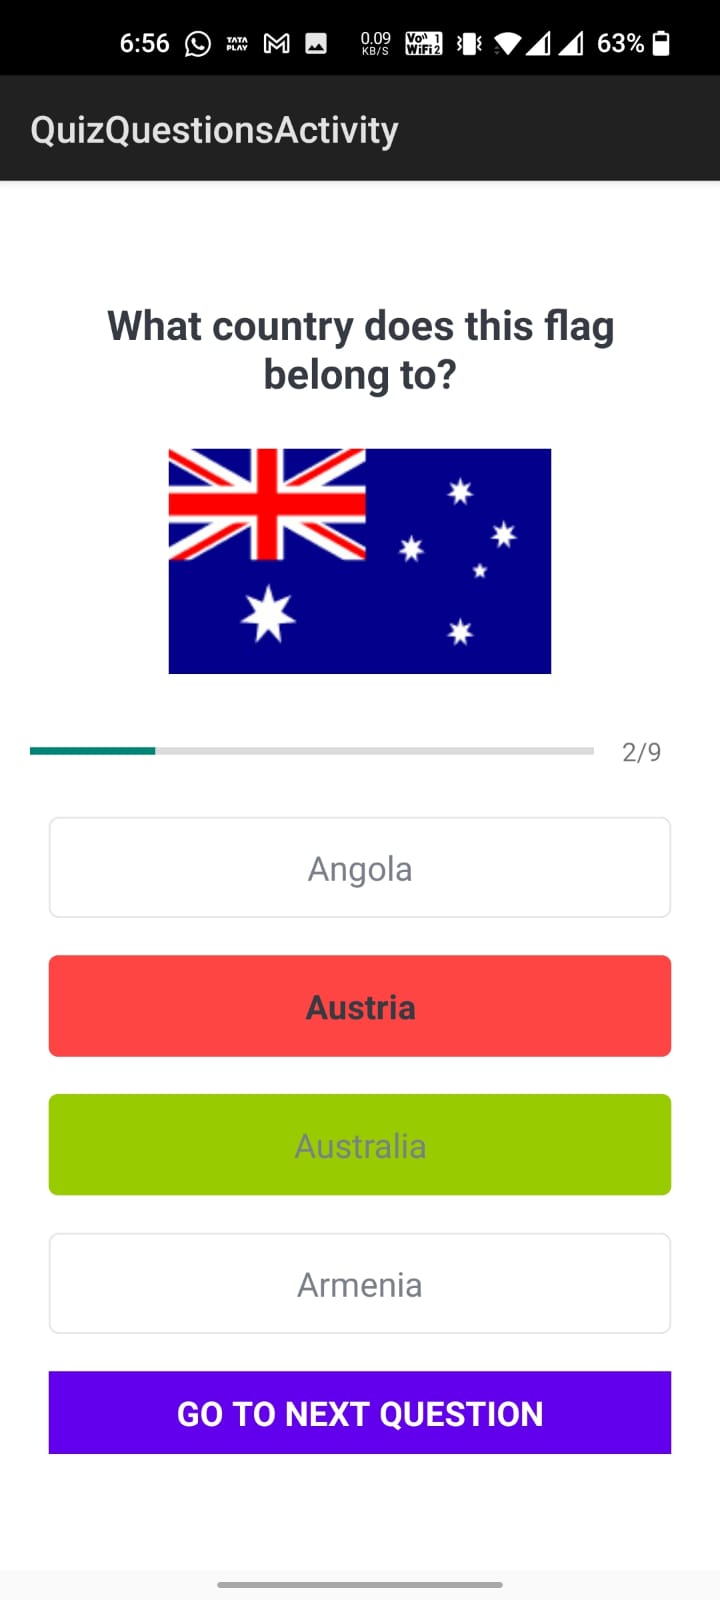 6:56 TATA PLAY 0.09 KB/S Vo)) 1 WiFi 2 63%
QuizQuestionsActivity
What country does this flag
belong to?
2/9
Angola
Austria
Australia
Armenia
GO TO NEXT QUESTION